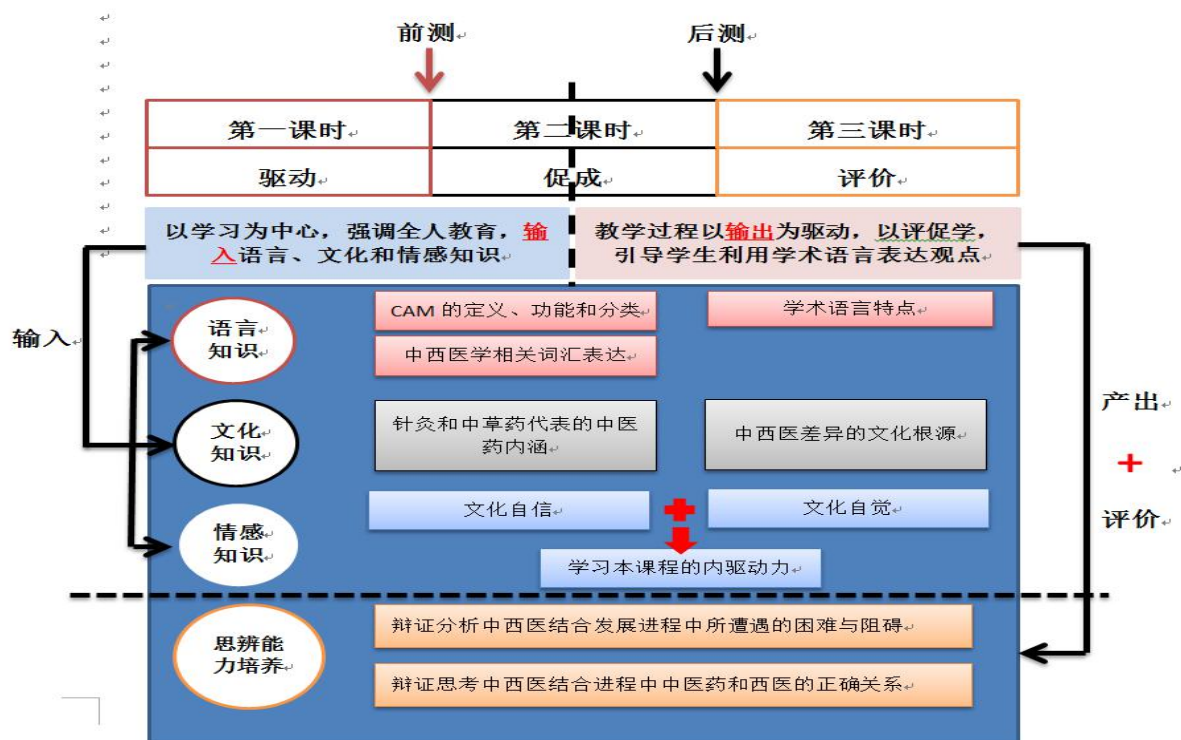 前测
后测
第一课时
第二课时
第三课时
驱动
促成
评价
以学习为中心，强调全人教育，输
入语言、文化和情感知识
教学过程以输出为驱动，以评促学，
引导学生利用学术语言表达观点
输入
语言
知识
CAM 的定义、功能和分类
学术语言特点
中西医学相关词汇表达
文化
知识
针灸和中草药代表的中医
药内涵
中西医差异的文化根源
情感
知识
文化自信
文化自觉
学习本课程的内驱动力
产出
+
评价
思辨能
力培养
辩证分析中西医结合发展进程中所遭遇的困难与阻碍
辩证思考中西医结合进程中中医药和西医的正确关系